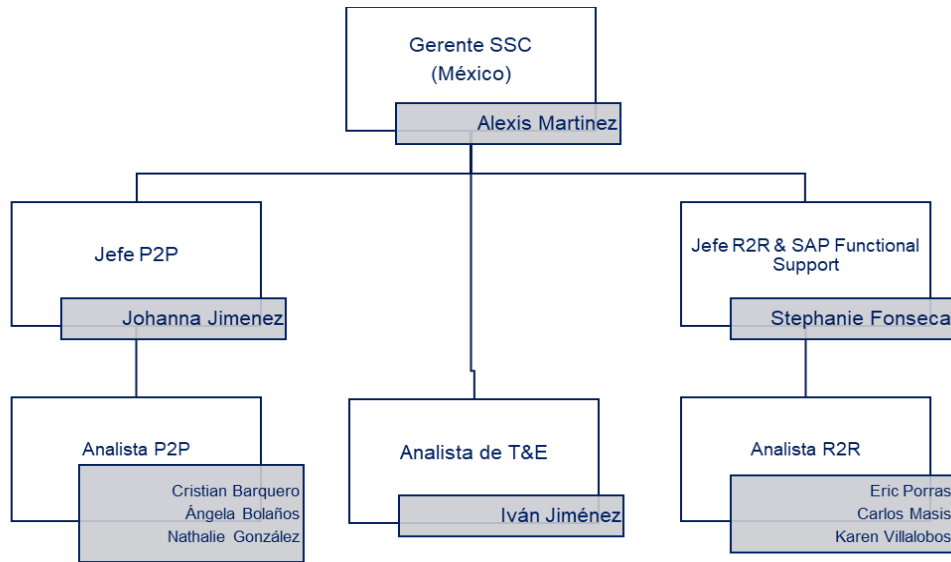 Gerente SSC
(México)
Alexis Martinez
Jefe P2P
Johanna Jimenez
Jefe R2R & SAP Functional
Support
Stephanie Fonseca
Analista P2P
Cristian Barquero
Ángela Bolaños
Nathalie González
Analista de T&E
Iván Jiménez
Analista R2R
Eric Porras
Carlos Masis
Karen Villalobos